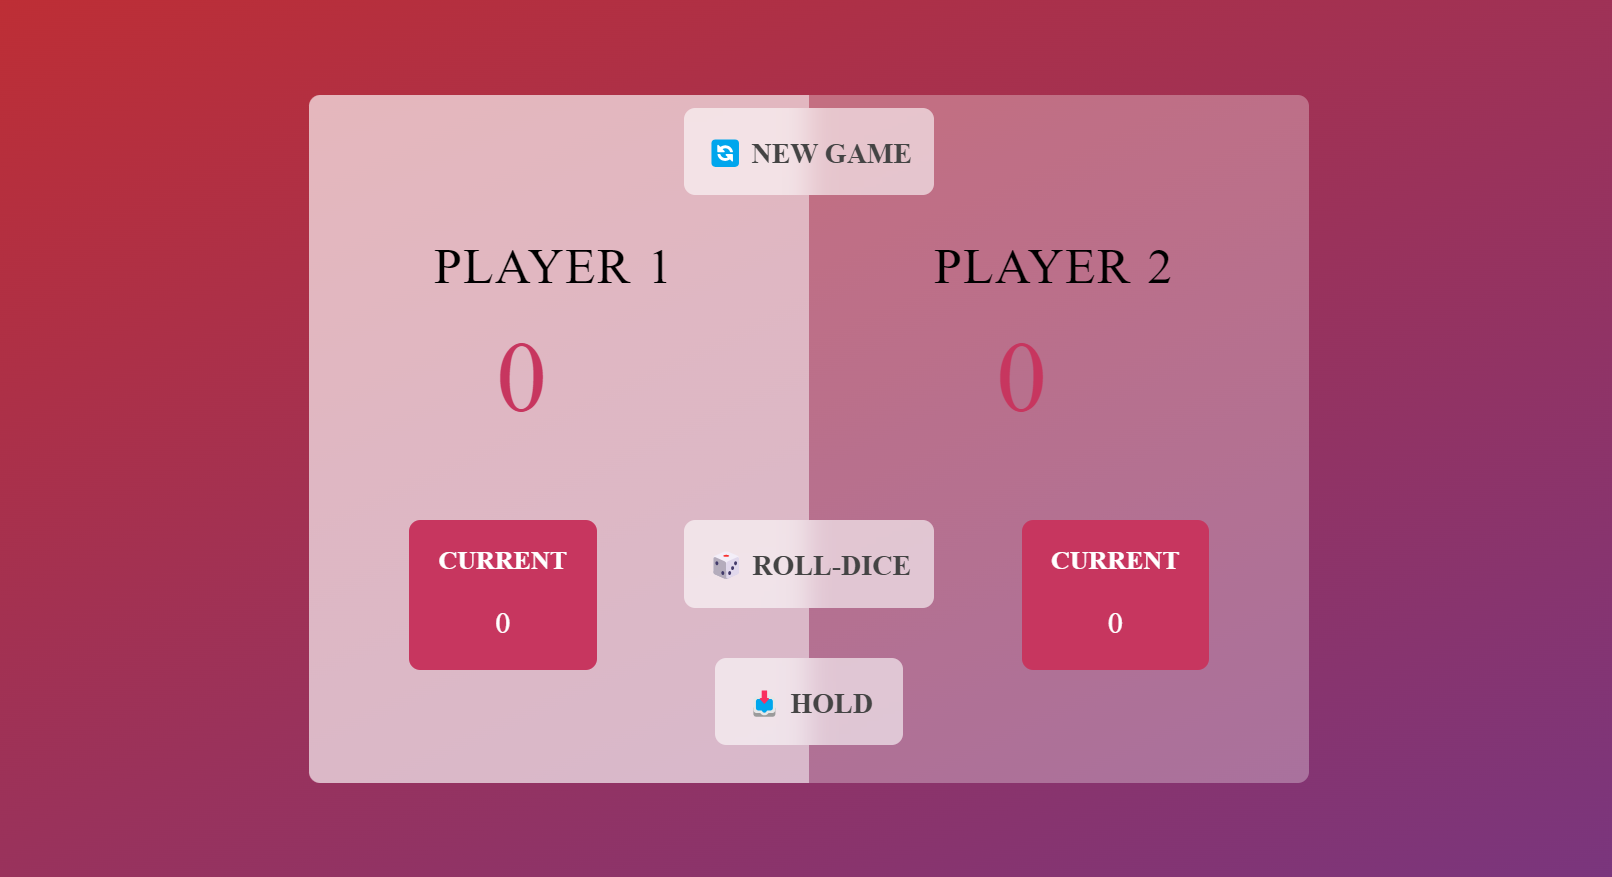 NEW GAME
PLAYER 1
0
CURRENT
0
PLAYER 2
0
CURRENT
0
ROLL-DICE
HOLD